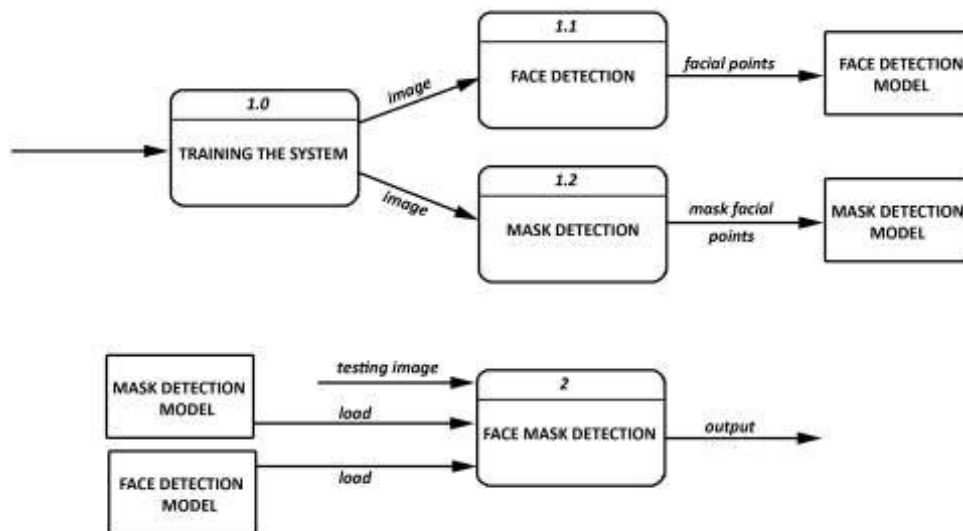 1.1
FACE DETECTION
facial points
FACE DETECTION
MODEL
image
1.0
TRAINING THE SYSTEM
image
1.2
MASK DETECTION
mask facial
points
MASK DETECTION
MODEL
MASK DETECTION
MODEL
testing image
load
2
FACE MASK DETECTION
output
FACE DETECTION
MODEL
load